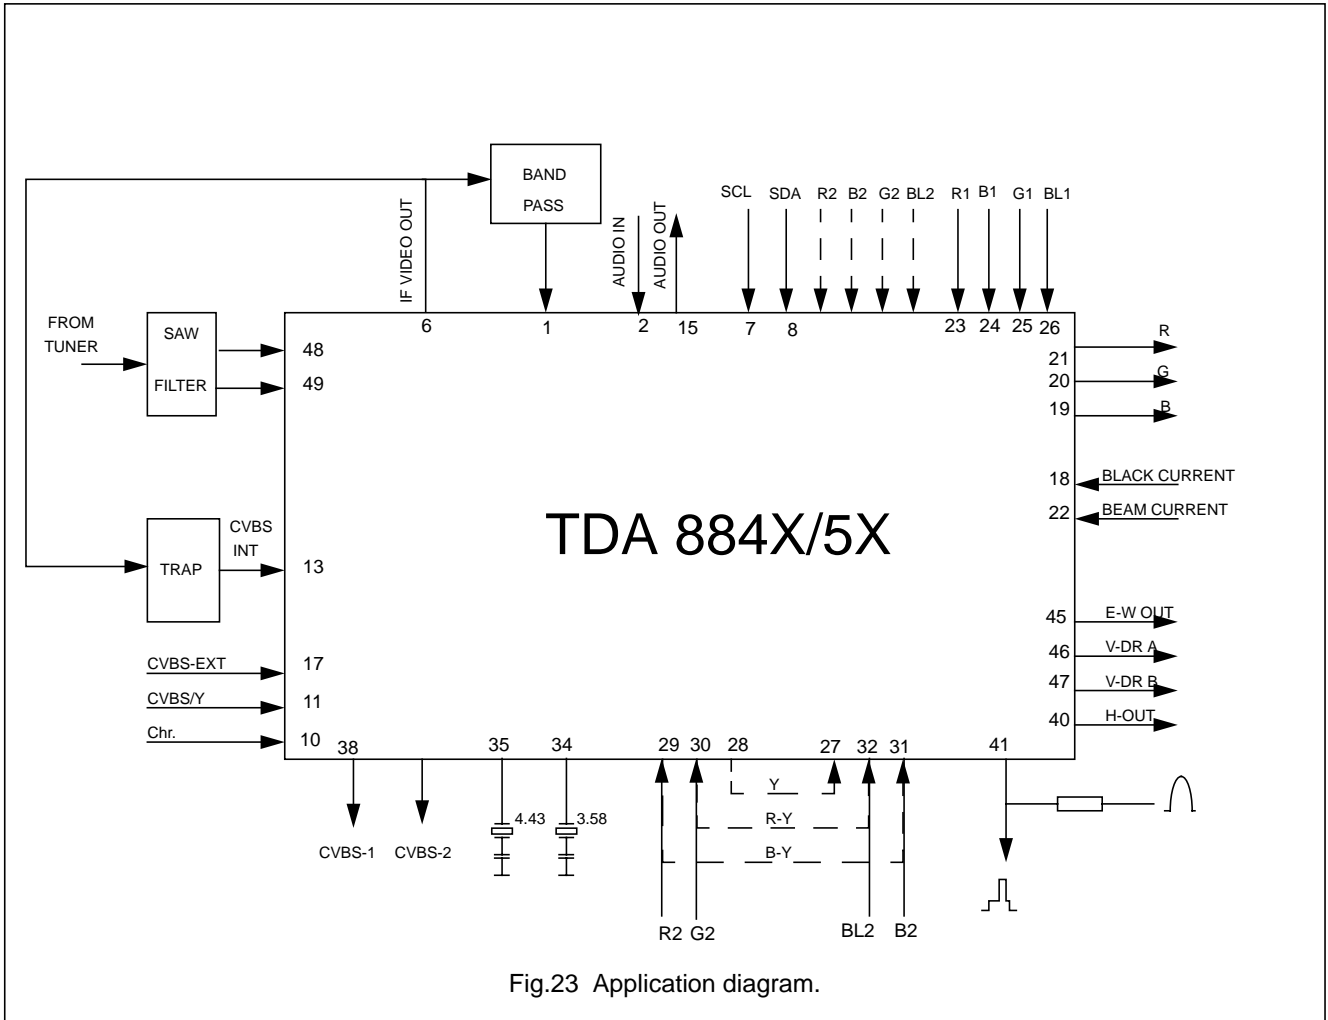 BAND
PASS
SCL SDA R2 B2 G2 BL2 R1 B1 G1 BL1
IF VIDEO OUT
AUDIO IN
AUDIO OUT
6 1 2 15 7 8 23 24 25 26
FROM
TUNER
SAW
FILTER
48
49
21 R
20 G
19 B
18 BLACK CURRENT
22 BEAM CURRENT
TDA 884X/5X
CVBS
INT
TRAP
13
45 E-W OUT
46 V-DR A
47 V-DR B
40 H-OUT
CVBS-EXT 17
CVBS/Y 11
Chr. 10
38 35 34 29 30 28 27 32 31 41
Y
R-Y
B-Y
4.43 3.58
CVBS-1 CVBS-2
R2 G2 BL2 B2
Fig.23 Application diagram.